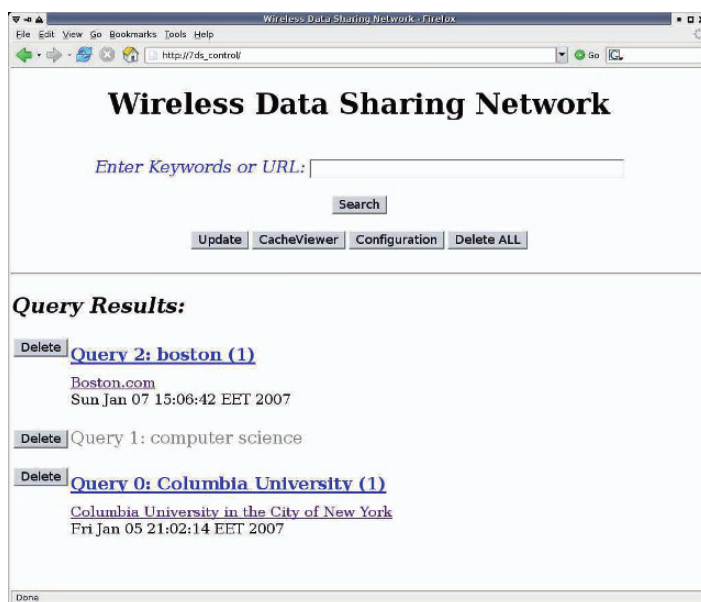 Wireless Data Sharing Network - Firefox
File Edit View Go Bookmarks Tools Help
http://7ds_control/ Go
Wireless Data Sharing Network
Enter Keywords or URL:
Search
Update CacheViewer Configuration Delete ALL
Query Results:
Delete Query 2: boston (1)
Boston.com
Sun Jan 07 15:06:42 EET 2007
Delete Query 1: computer science
Delete Query 0: Columbia University (1)
Columbia University in the City of New York
Fri Jan 05 21:02:14 EET 2007
Done